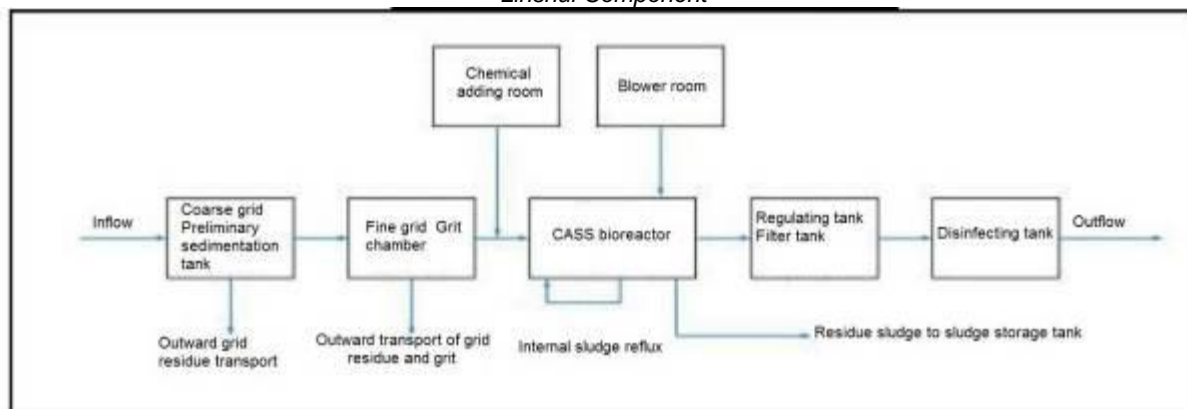 Linshui Component
Chemical
adding room
Blower room
Inflow
Coarse grid
Preliminary
sedimentation
tank
Fine grid Grit
chamber
CASS bioreactor
Regulating tank
Filter tank
Disinfecting tank
Outflow
Outward grid
residue transport
Outward transport of grid
residue and grit
Internal sludge reflux
Residue sludge to sludge storage tank